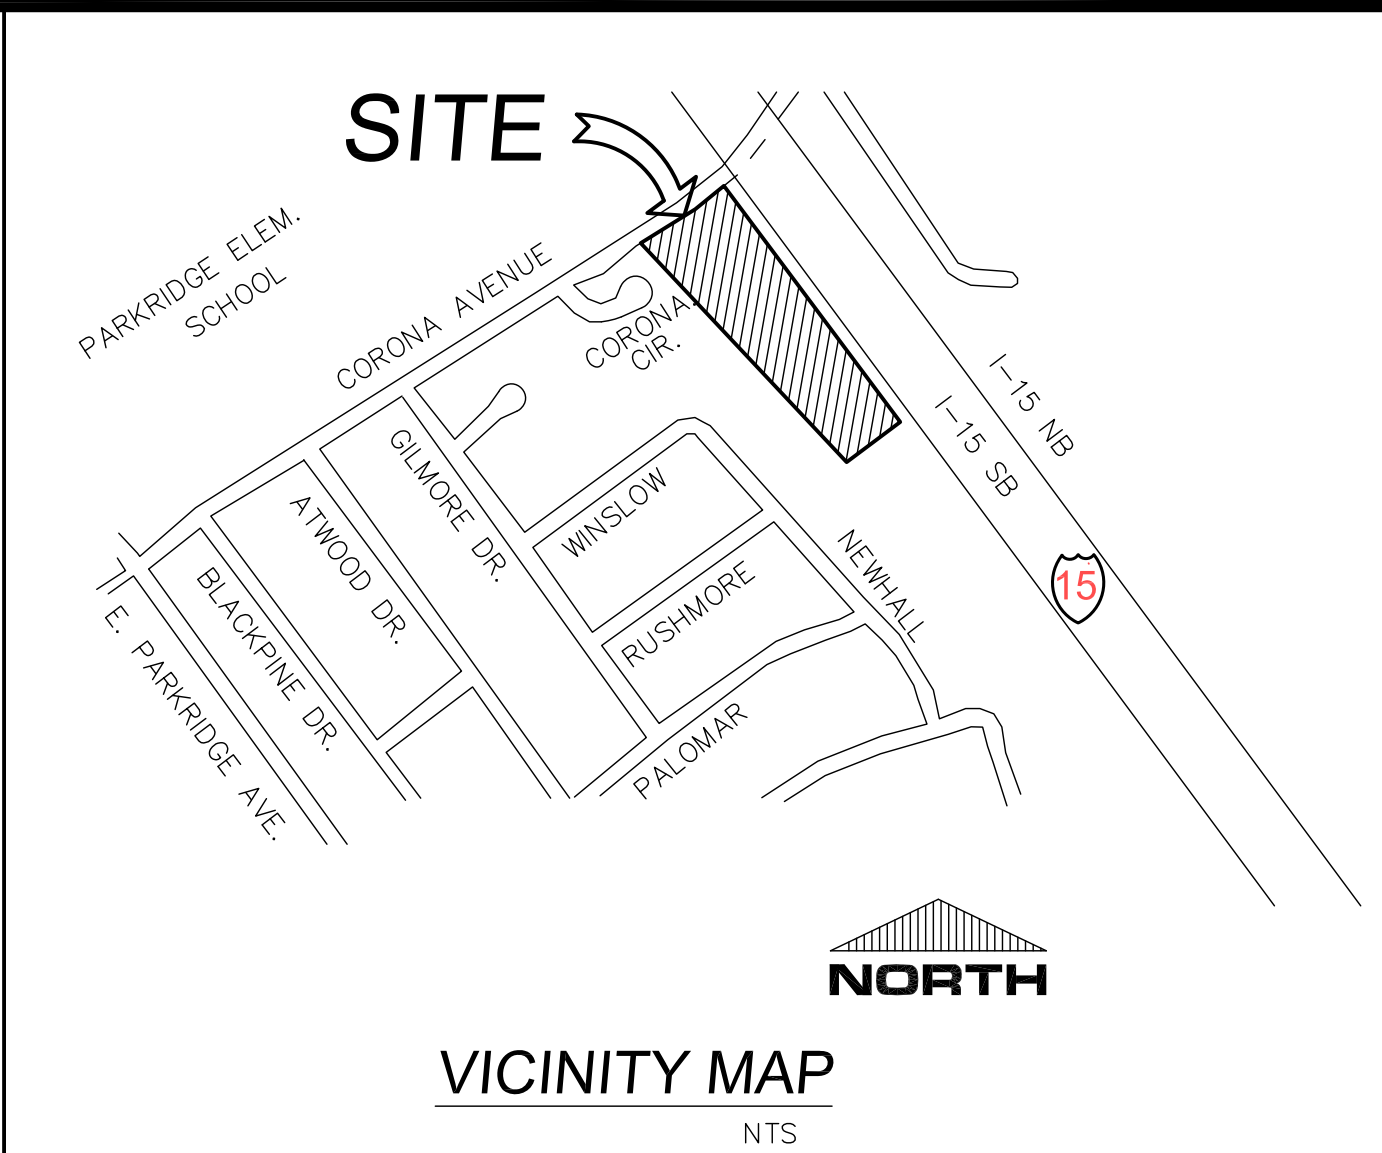 SITE
PARKRIDGE ELEM.
SCHOOL
CORONA AVENUE
CORONA
CIR.
I-15 NB
I-15 SB
GILMORE DR.
ATWOOD DR.
WINSLOW
NEWHALL
15
BLACKPINE DR.
RUSHMORE
E. PARKRIDGE AVE.
PALOMAR
NORTH
VICINITY MAP
NTS